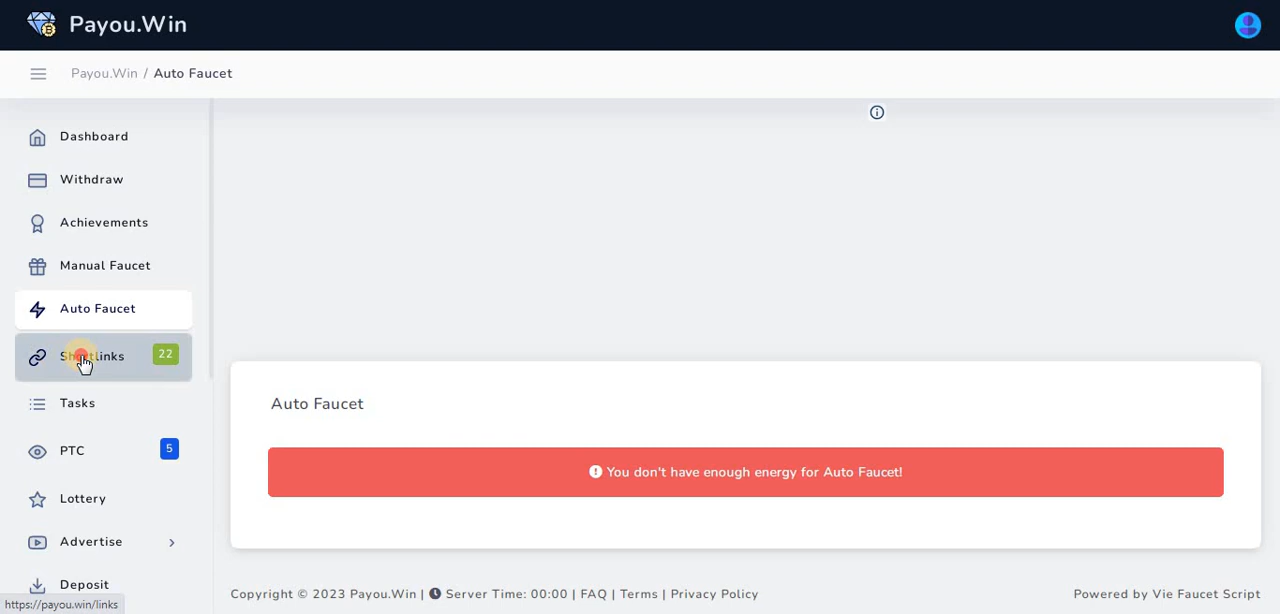 Payou.Win
Payou.Win / Auto Faucet
Dashboard
Withdraw
Achievements
Manual Faucet
Auto Faucet
Shortlinks 22
Tasks
PTC 5
Lottery
Advertise
Deposit
https://payou.win/links
Auto Faucet
You don't have enough energy for Auto Faucet!
Copyright © 2023 Payou.Win | Server Time: 00:00 | FAQ | Terms | Privacy Policy
Powered by Vie Faucet Script